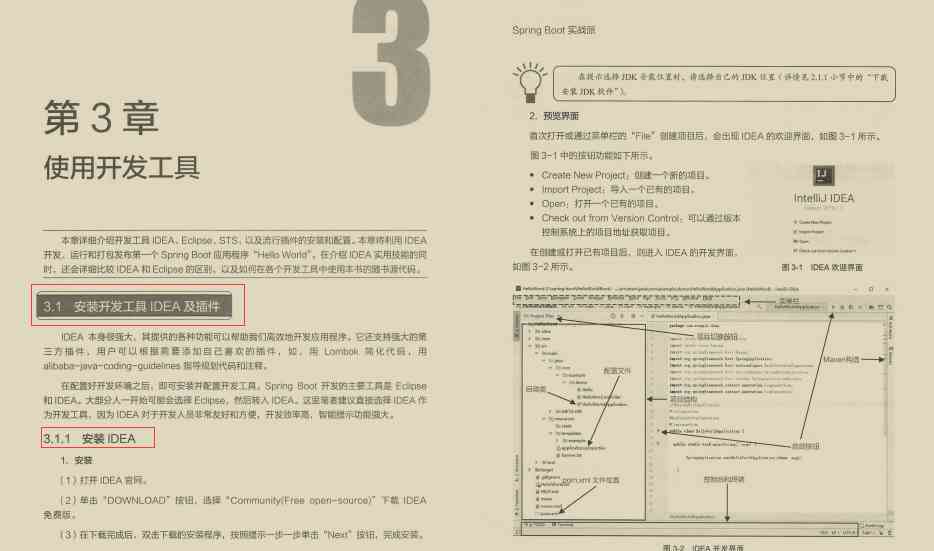 3
第 3 章
使用开发工具
本章详细介绍开发工具 IDEA、Eclipse、STS，以及流行插件的安装和配置。本章将利用 IDEA
开发、运行和打包发布第一个 Spring Boot 应用程序“Hello World”。在介绍 IDEA 实用技能的同
时，还会详细比较 IDEA 和 Eclipse 的区别，以及如何在各个开发工具中使用本书的随书源代码。
3.1 安装开发工具 IDEA 及插件
IDEA 本身很强大，其提供的各种功能可以帮助我们高效地开发应用程序。它还支持强大的第
三方插件，用户可以根据需要添加自己喜欢的插件，如，用 Lombok 简化代码，用
alibaba-java-coding-guidelines 指导规划代码和注释。
在配置好开发环境之后，即可安装并配置开发工具。Spring Boot 开发的主要工具是 Eclipse
和 IDEA。大部分人一开始可能会选择 Eclipse，然后转入 IDEA。这里笔者建议直接选择 IDEA 作
为开发工具，因为 IDEA 对于开发人员非常友好和方便，开发效率高，智能提示功能强大。
3.1.1 安装 IDEA
1. 安装
（1）打开 IDEA 官网。
（2）单击“DOWNLOAD”按钮，选择“Community(Free open-source)”下载 IDEA
免费版。
（3）在下载完成后，双击下载的安装程序，按照提示一步一步单击“Next”按钮，完成安装。
Spring Boot 实战派
在提示选择 JDK 安装位置时，请选择自己的 JDK 位置（详情见 2.1.1 小节中的“下载
安装 JDK 软件”）。
2. 预览界面
首次打开或通过菜单栏的“File”创建项目后，会出现 IDEA 的欢迎界面，如图 3-1 所示。
图 3-1 中的按钮功能如下所示。
• Create New Project：创建一个新的项目。
• Import Project：导入一个已有的项目。
• Open：打开一个已有的项目。
• Check out from Version Control：可以通过版本
控制系统上的项目地址获取项目。
在创建或打开已有项目后，则进入 IDEA 的开发界面，
如图 3-2 所示。
IJ
IntelliJ IDEA
Create New Project
Import Project
Open
Check out from Version Control
图 3-1 IDEA 欢迎界面
菜单栏
项目切换按钮
Maven构造
配置文件
启动类
项目结构
启动按钮
pom.xml 文件位置
控制台和终端
图 3-2 IDEA 开发界面